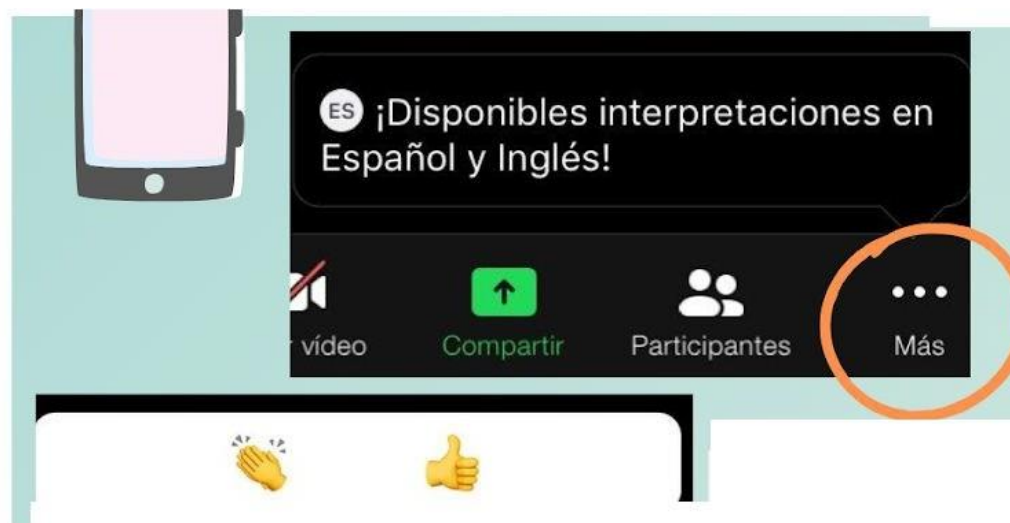 ES ¡Disponibles interpretaciones en
Español y Inglés!
r vídeo Compartir Participantes Más